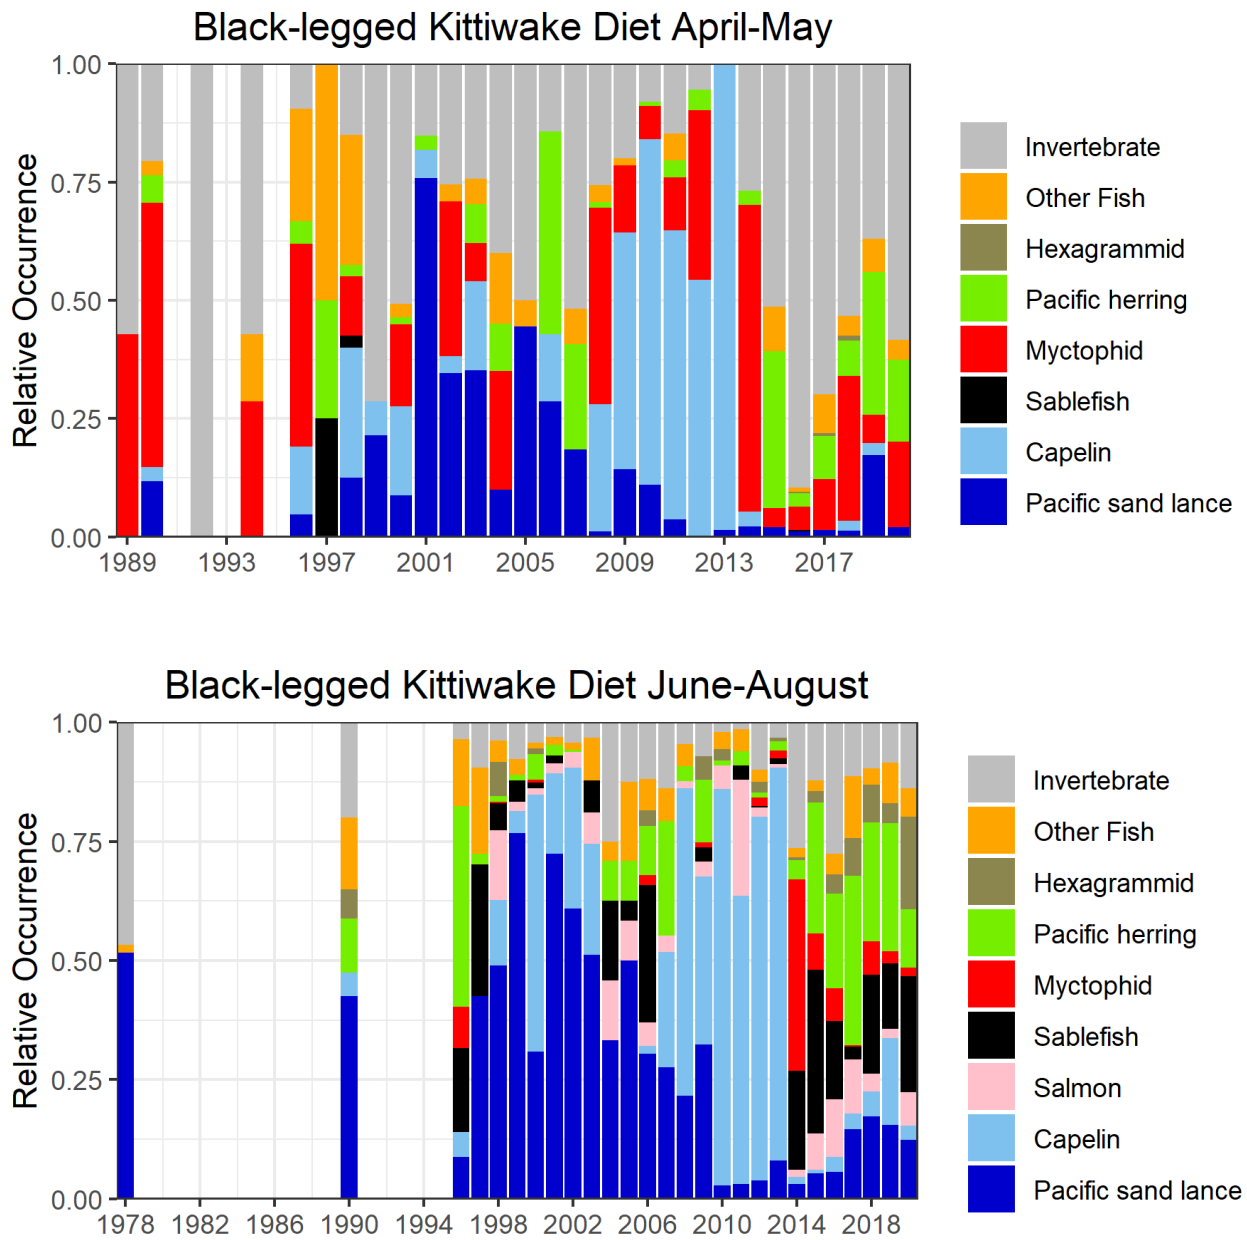 Black-legged Kittiwake Diet April-May
Relative Occurrence
1.00
0.75
0.50
0.25
0.00
1989 1993 1997 2001 2005 2009 2013 2017
Invertebrate
Other Fish
Hexagrammid
Pacific herring
Myctophid
Sablefish
Capelin
Pacific sand lance
Black-legged Kittiwake Diet June-August
Relative Occurrence
1.00
0.75
0.50
0.25
0.00
1978 1982 1986 1990 1994 1998 2002 2006 2010 2014 2018
Invertebrate
Other Fish
Hexagrammid
Pacific herring
Myctophid
Sablefish
Salmon
Capelin
Pacific sand lance